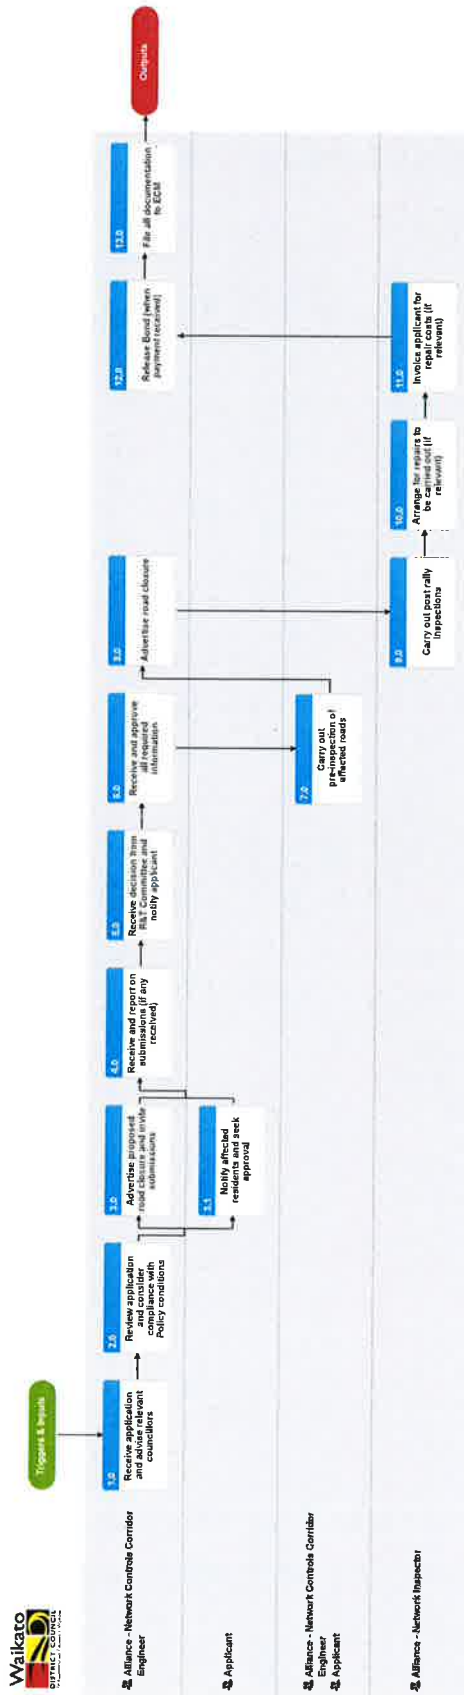 Waikato
DISTRICT COUNCIL
Triggers & Inputs
Alliance - Network Controls Corridor
Engineer
1.0
Receive application
and advise relevant
councillors
2.0
Review application
and consider
compliance with
Policy conditions
3.0
Advertise proposed
road closure and invite
submissions
4.0
Receive and report on
submissions (if any
received)
5.0
Receive decision from
R&T Committee and
notify applicant
6.0
Receive and approve
all required
information
8.0
Advertise road closure
12.0
Release Bond (when
payment received)
13.0
File all documentation
to ECM
Outputs
Applicant
3.1
Notify affected
residents and seek
approval
Alliance - Network Controls Corridor
Engineer
Applicant
7.0
Carry out
pre-inspection of
affected roads
Alliance - Network Inspector
9.0
Carry out post rally
inspections
10.0
Arrange for repairs to
be carried out (if
relevant)
11.0
Invoice applicant for
repair costs (if
relevant)